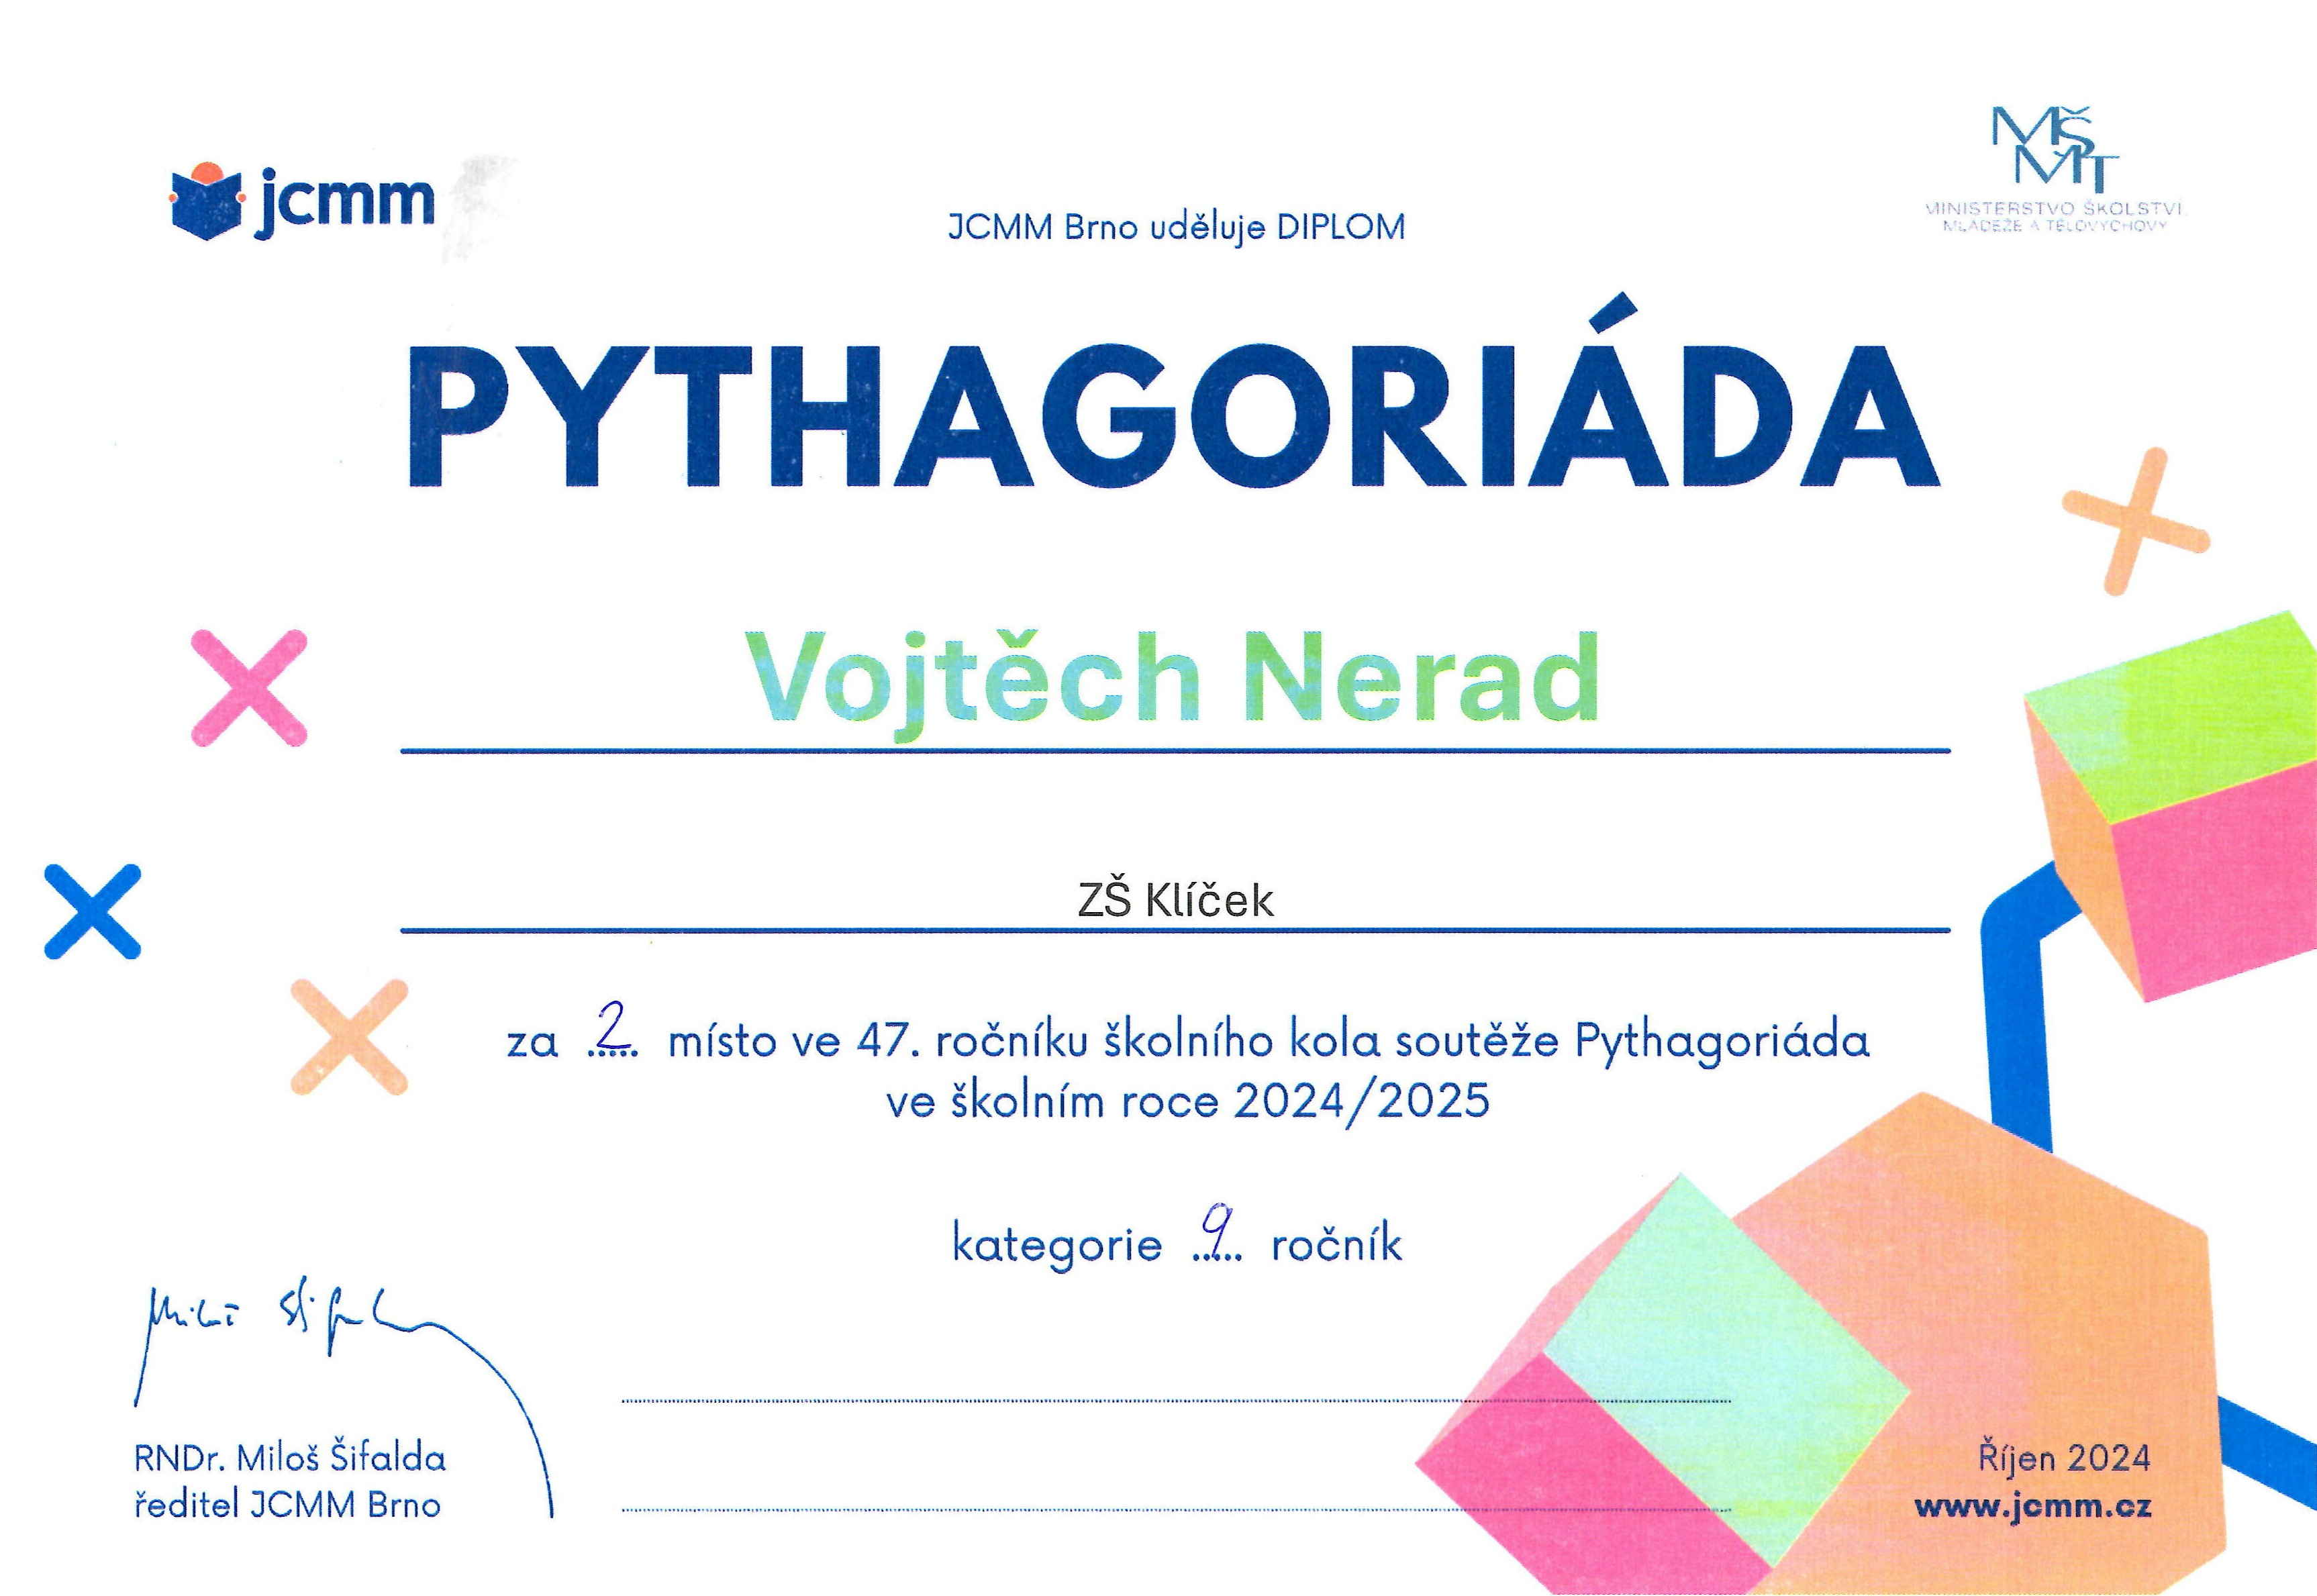 jcmm
MŠMT
MINISTERSTVO ŠKOLSTVÍ,
MLÁDEŽE A TĚLOVÝCHOVY
JCMM Brno uděluje DIPLOM
PYTHAGORIÁDA
Vojtěch Nerad
ZŠ Klíček
za 2 místo ve 47. ročníku školního kola soutěže Pythagoriáda
ve školním roce 2024/2025
kategorie 9 ročník
RNDr. Miloš Šifalda
ředitel JCMM Brno
Říjen 2024
www.jcmm.cz